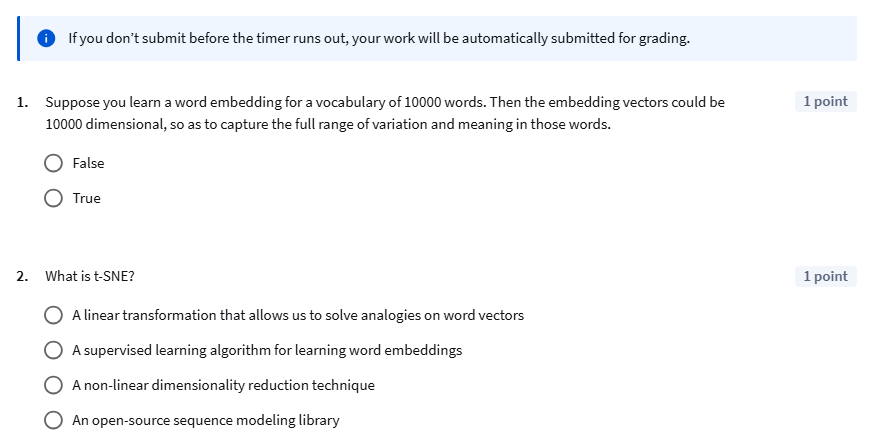 If you don’t submit before the timer runs out, your work will be automatically submitted for grading.
1. Suppose you learn a word embedding for a vocabulary of 10000 words. Then the embedding vectors could be 1 point
10000 dimensional, so as to capture the full range of variation and meaning in those words.
False
True
2. What is t-SNE? 1 point
A linear transformation that allows us to solve analogies on word vectors
A supervised learning algorithm for learning word embeddings
A non-linear dimensionality reduction technique
An open-source sequence modeling library